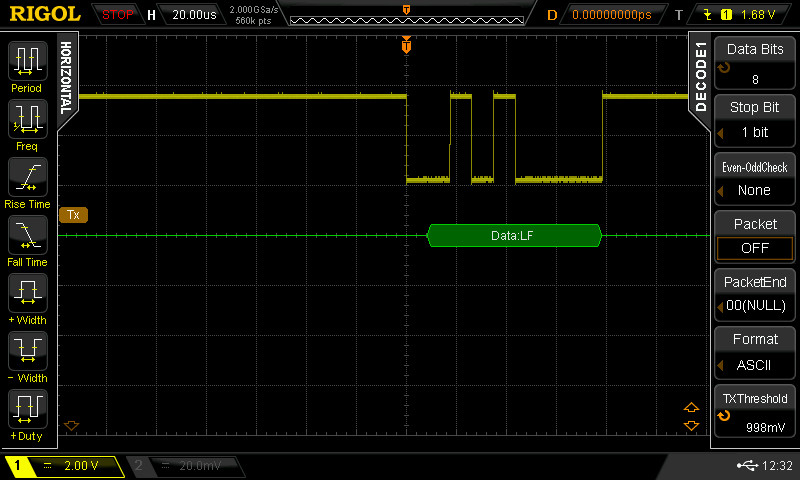 RIGOL STOP H 20.00us 2.000GSa/s 560k pts T D 0.00000000ps T 1 1.68 V
HORIZONTAL
Period
Freq
Rise Time
Fall Time
+Width
- Width
+Duty
T
Tx
Data:LF
DECODE1
Data Bits
8
Stop Bit
1 bit
Even-OddCheck
None
Packet
OFF
PacketEnd
00(NULL)
Format
ASCII
TXThreshold
998mV
1 2.00 V 2 20.0mV 12:32